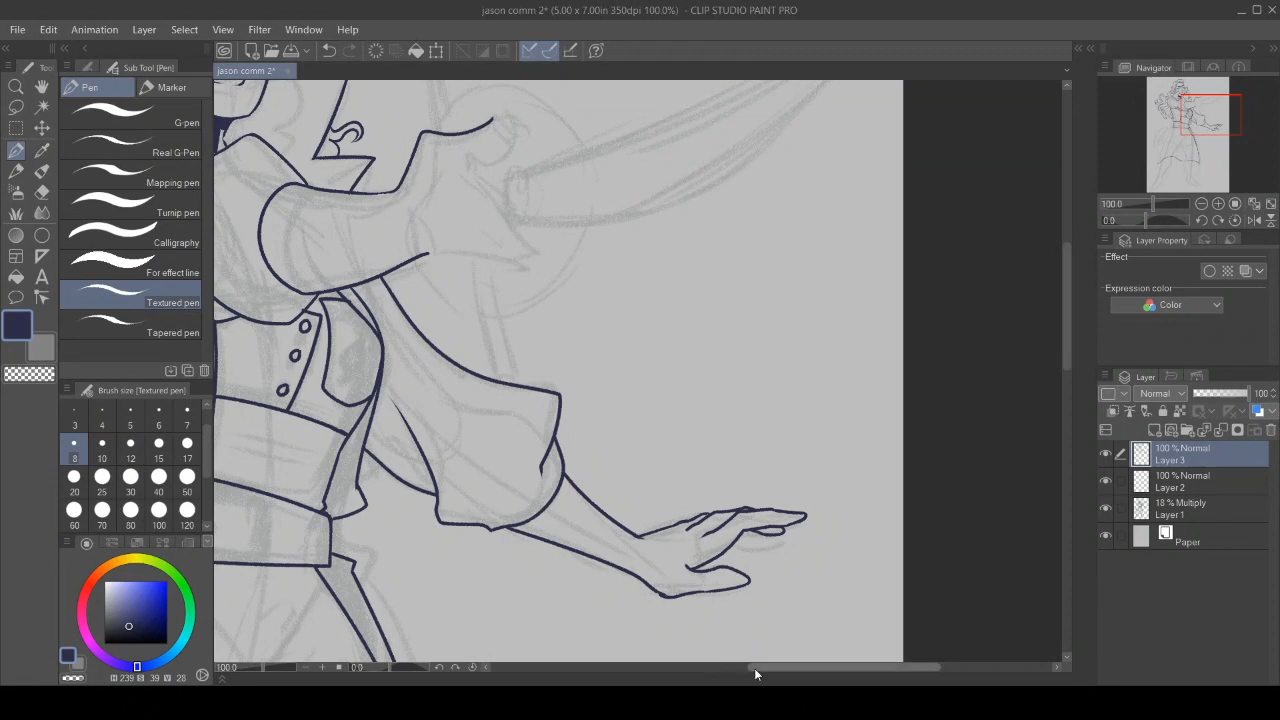 jason comm 2* (5.00 x 7.00in 350dpi 100.0%) - CLIP STUDIO PAINT PRO
File Edit Animation Layer Select View Filter Window Help
Sub Tool [Pen]
Pen Marker
G-pen
Real G-Pen
Mapping pen
Turnip pen
Calligraphy
For effect line
Textured pen
Tapered pen
Brush size [Textured pen]
3 4 5 6 7
8 10 12 15 17
20 25 30 40 50
60 70 80 100 120
H 239 S 39 V 28
jason comm 2*
100.0 0.0
Navigator
100.0
0.0
Layer Property
Effect
Expression color
Color
Layer
Normal 100
100 % Normal
Layer 3
100 % Normal
Layer 2
18 % Multiply
Layer 1
Paper